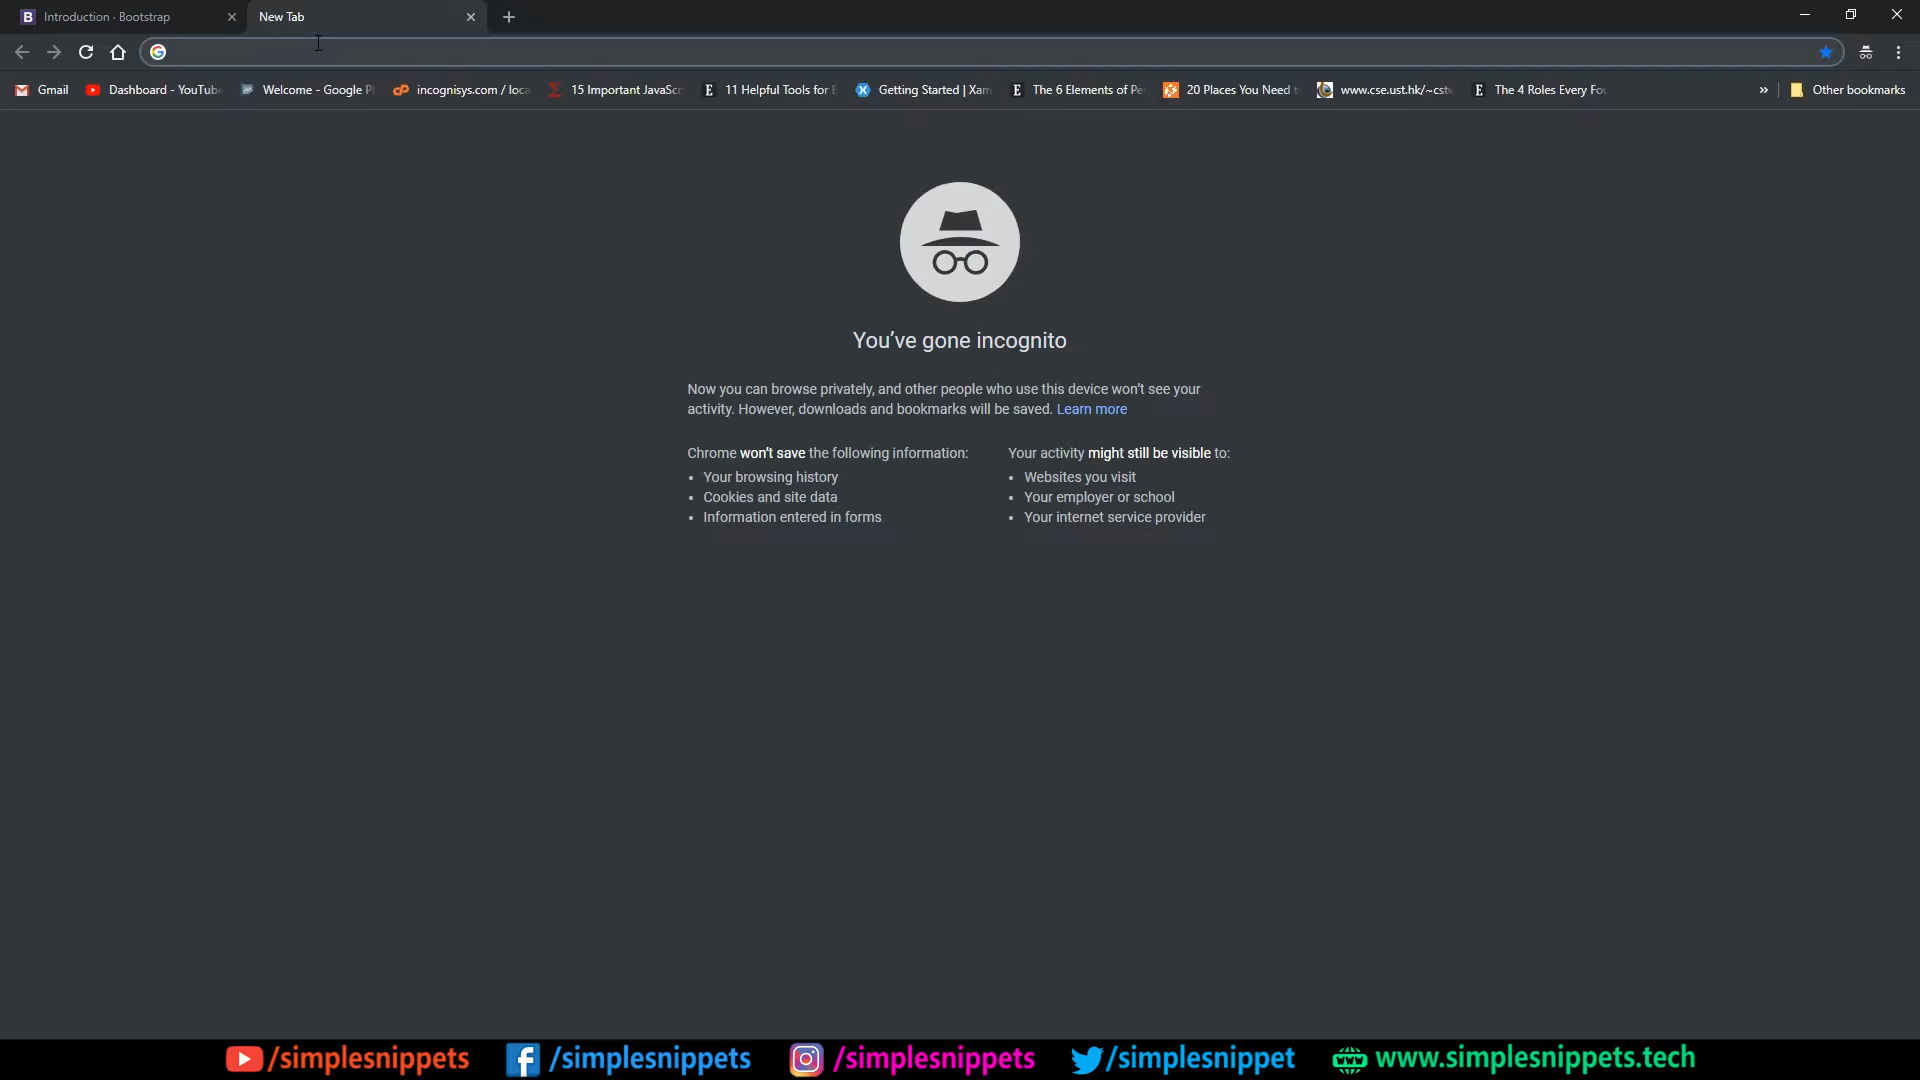 B Introduction · Bootstrap
New Tab
Gmail
Dashboard - YouTube
Welcome - Google P
incognisys.com / loca
15 Important JavaScr
E 11 Helpful Tools for E
Getting Started | Xam
E The 6 Elements of Pe
20 Places You Need t
www.cse.ust.hk/~cst
E The 4 Roles Every Fou
»
Other bookmarks
You've gone incognito
Now you can browse privately, and other people who use this device won't see your
activity. However, downloads and bookmarks will be saved. Learn more
Chrome won't save the following information:
• Your browsing history
• Cookies and site data
• Information entered in forms
Your activity might still be visible to:
• Websites you visit
• Your employer or school
• Your internet service provider
/simplesnippets
/simplesnippets
/simplesnippets
/simplesnippet
www.simplesnippets.tech